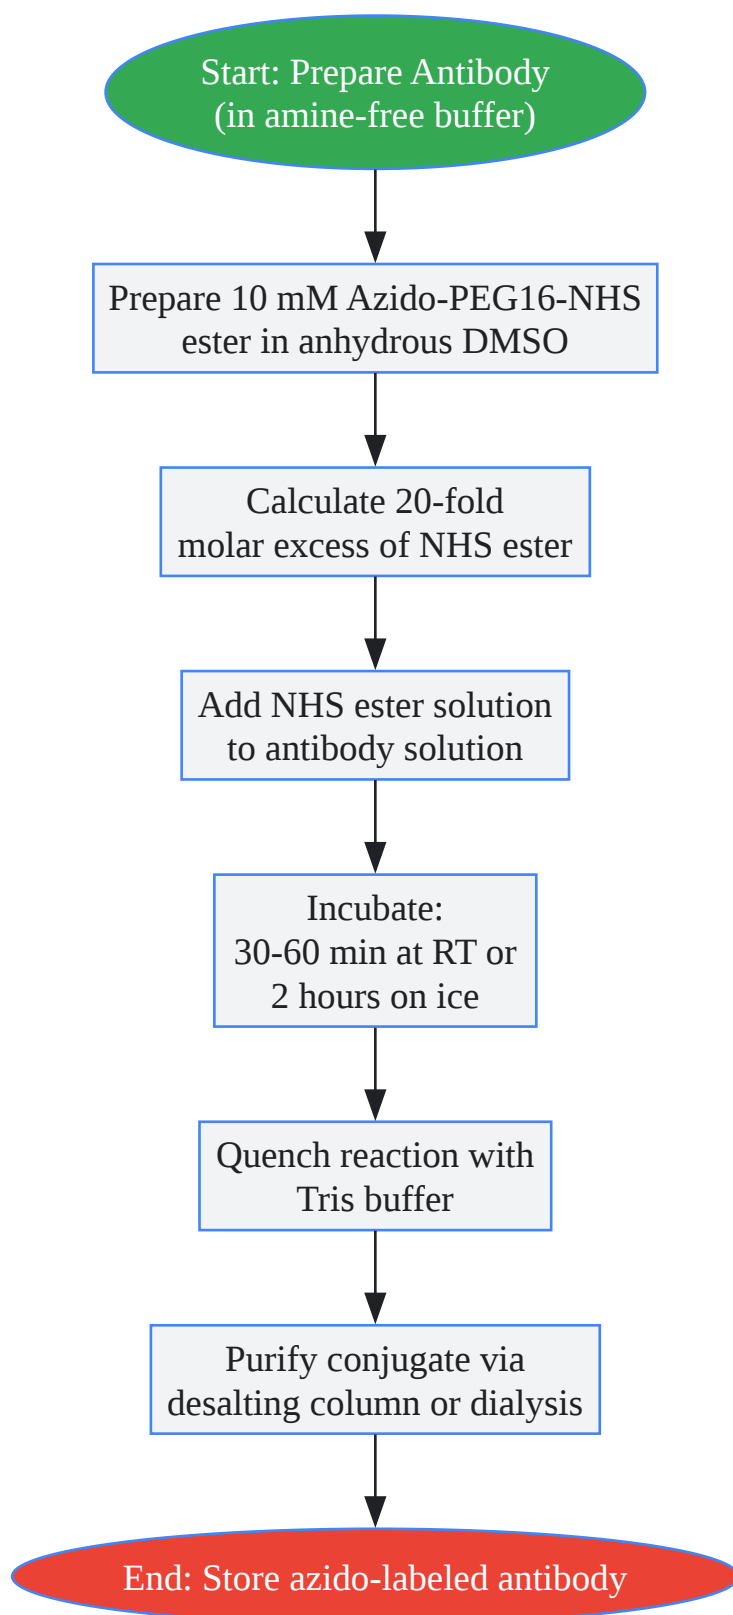 Start: Prepare Antibody
(in amine-free buffer)
Prepare 10 mM Azido-PEG16-NHS
ester in anhydrous DMSO
Calculate 20-fold
molar excess of NHS ester
Add NHS ester solution
to antibody solution
Incubate:
30-60 min at RT or
2 hours on ice
Quench reaction with
Tris buffer
Purify conjugate via
desalting column or dialysis
End: Store azido-labeled antibody